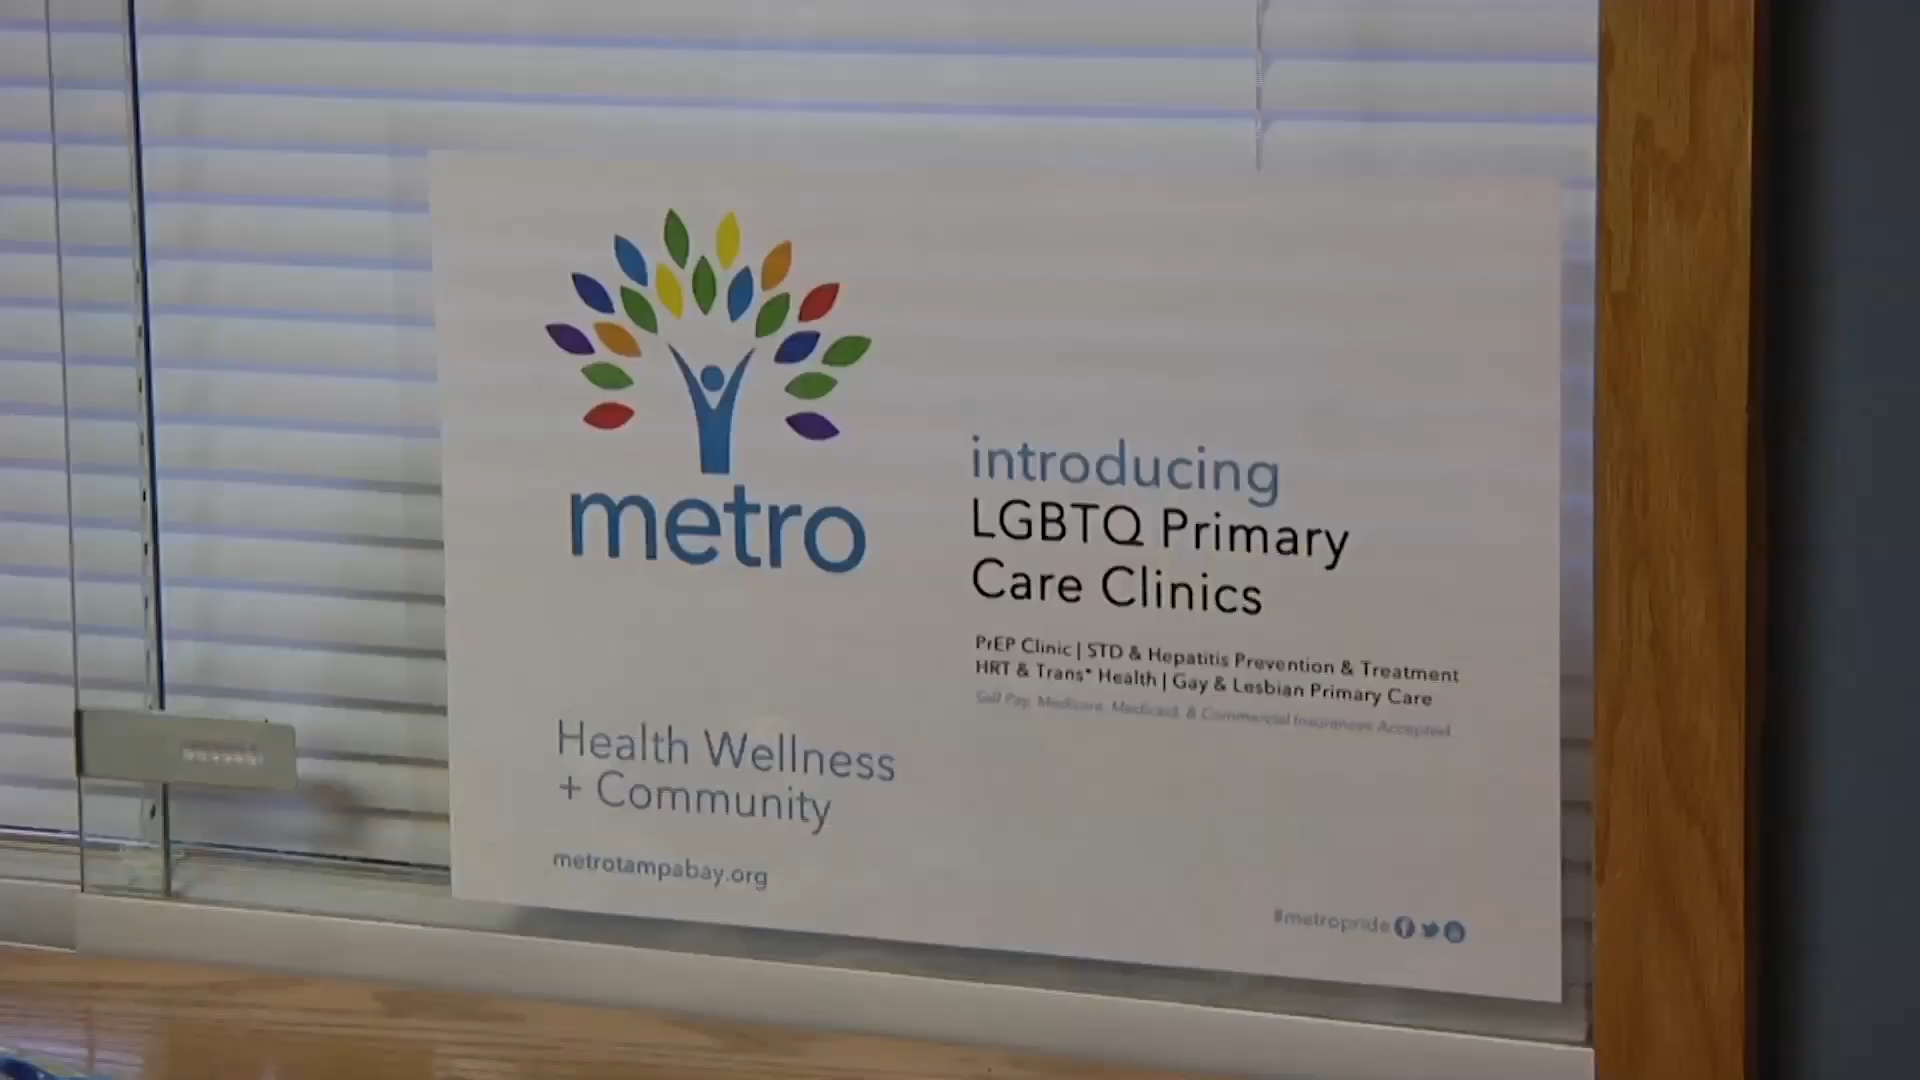 metro
introducing
LGBTQ Primary
Care Clinics
PrEP Clinic | STD & Hepatitis Prevention & Treatment
HRT & Trans* Health | Gay & Lesbian Primary Care
Self Pay, Medicare, Medicaid, & Commercial Insurances Accepted
Health Wellness
+ Community
metrotampabay.org
#metropride